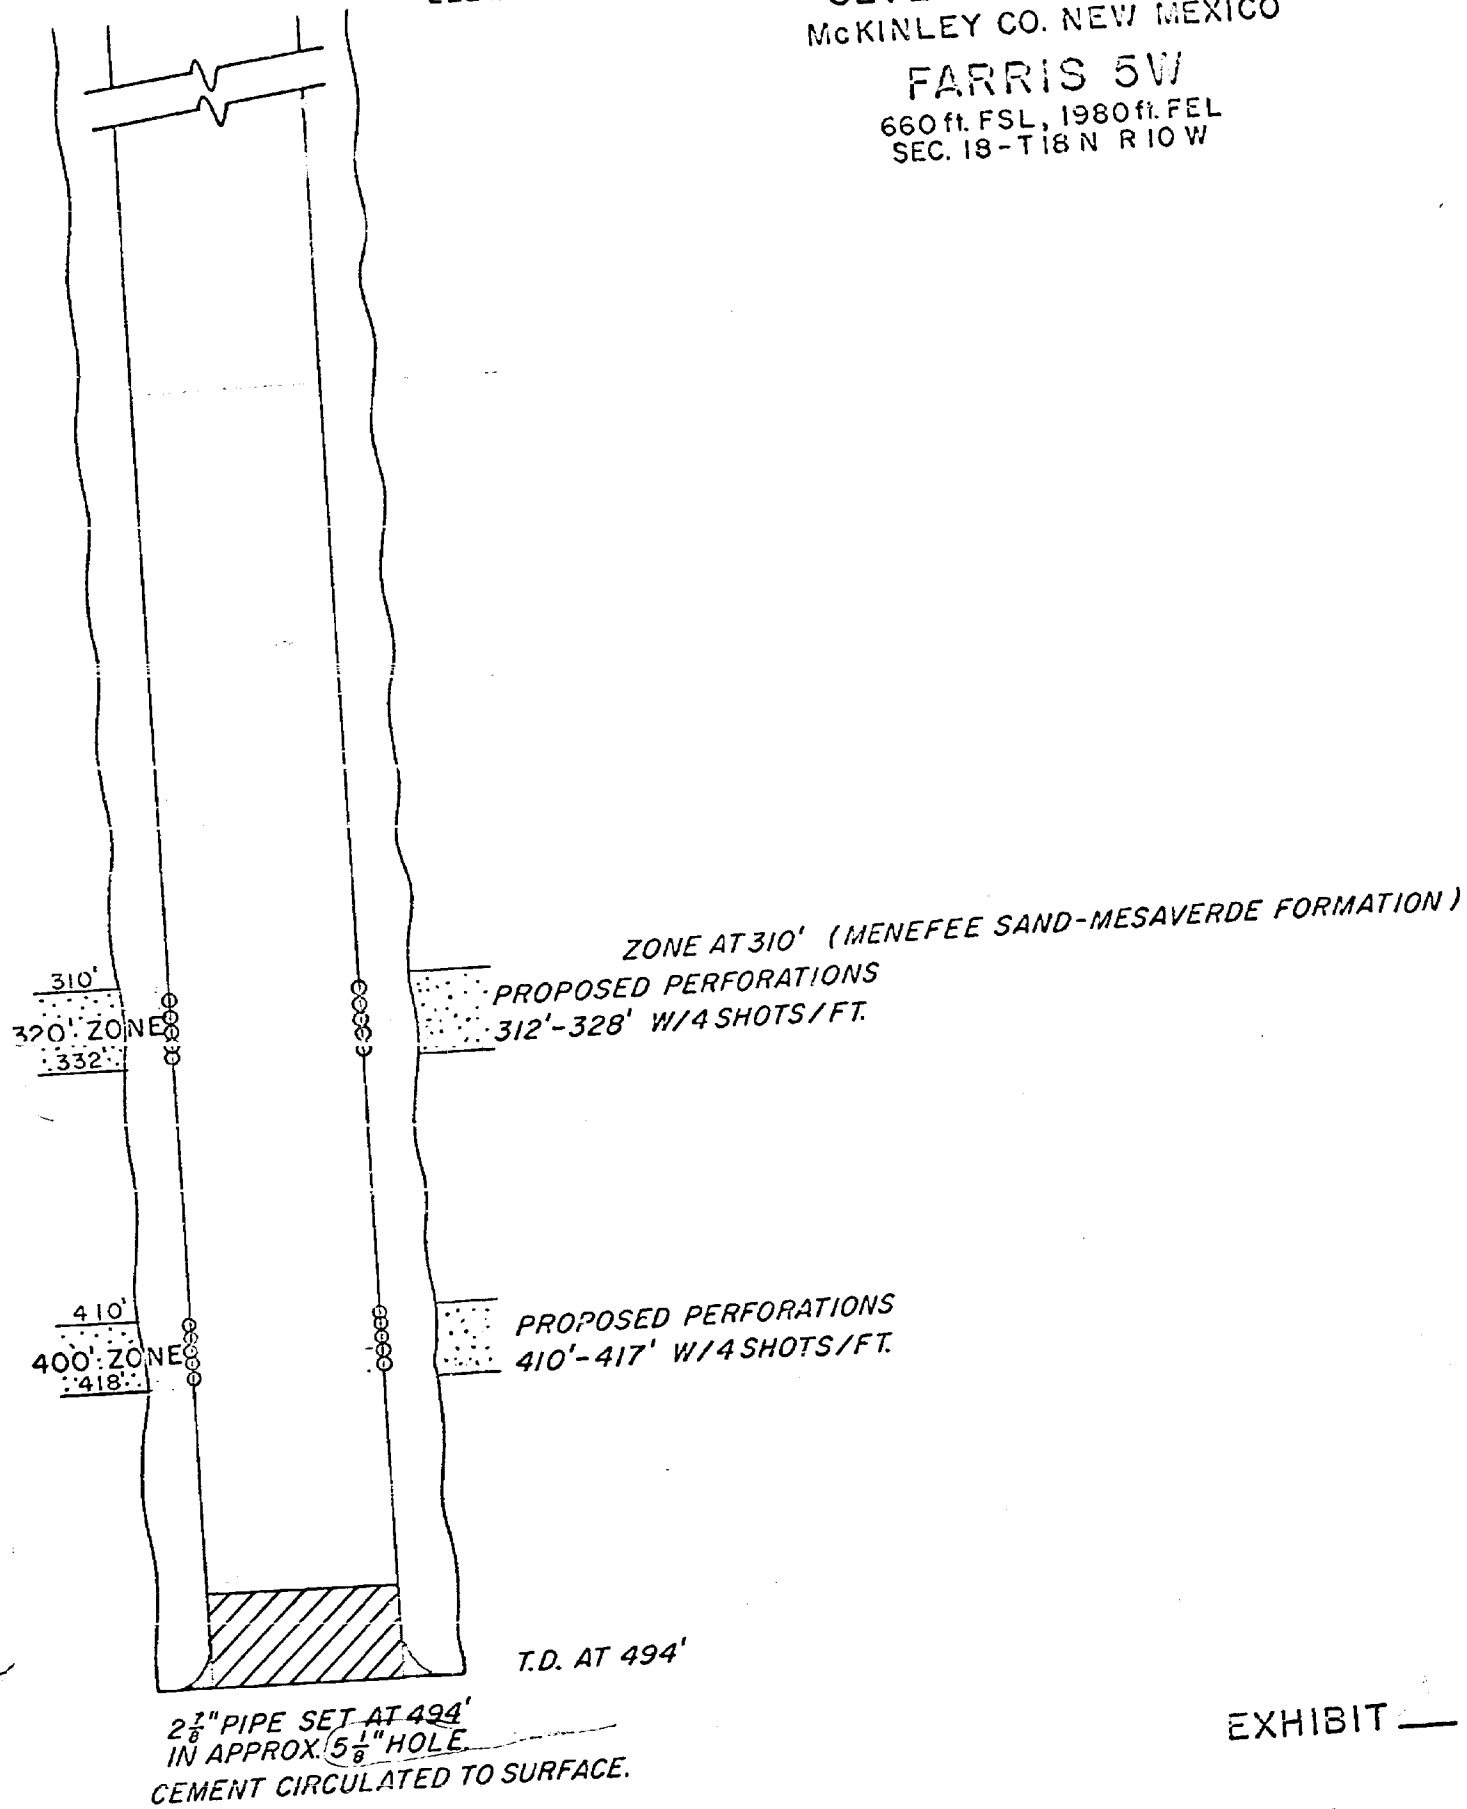 McKINLEY CO. NEW MEXICO
FARRIS 5W
660 ft. FSL, 1980 ft. FEL
SEC. 18-T18N R10W
ZONE AT 310' (MENEFEE SAND-MESAVERDE FORMATION)
310'
PROPOSED PERFORATIONS
320' ZONE
312'-328' W/4 SHOTS/FT.
332'
410'
PROPOSED PERFORATIONS
400' ZONE
410'-417' W/4 SHOTS/FT.
418'
T.D. AT 494'
2 7/8" PIPE SET AT 494'
IN APPROX. 5 1/8" HOLE.
CEMENT CIRCULATED TO SURFACE.
EXHIBIT